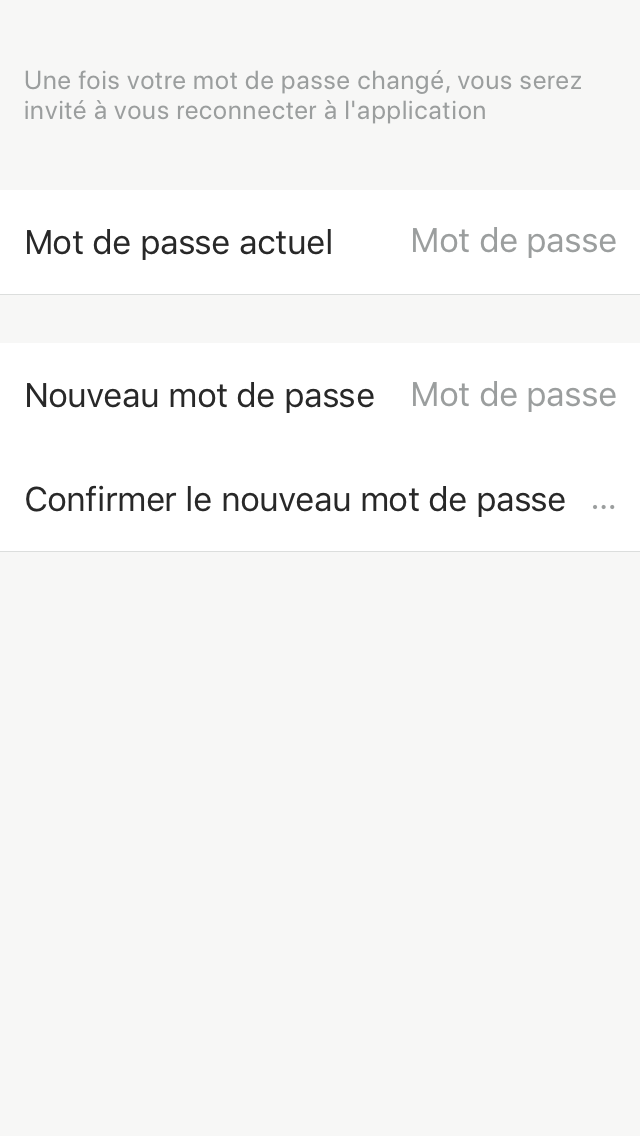 Une fois votre mot de passe changé, vous serez
invité à vous reconnecter à l'application
Mot de passe actuel Mot de passe
Nouveau mot de passe Mot de passe
Confirmer le nouveau mot de passe ...